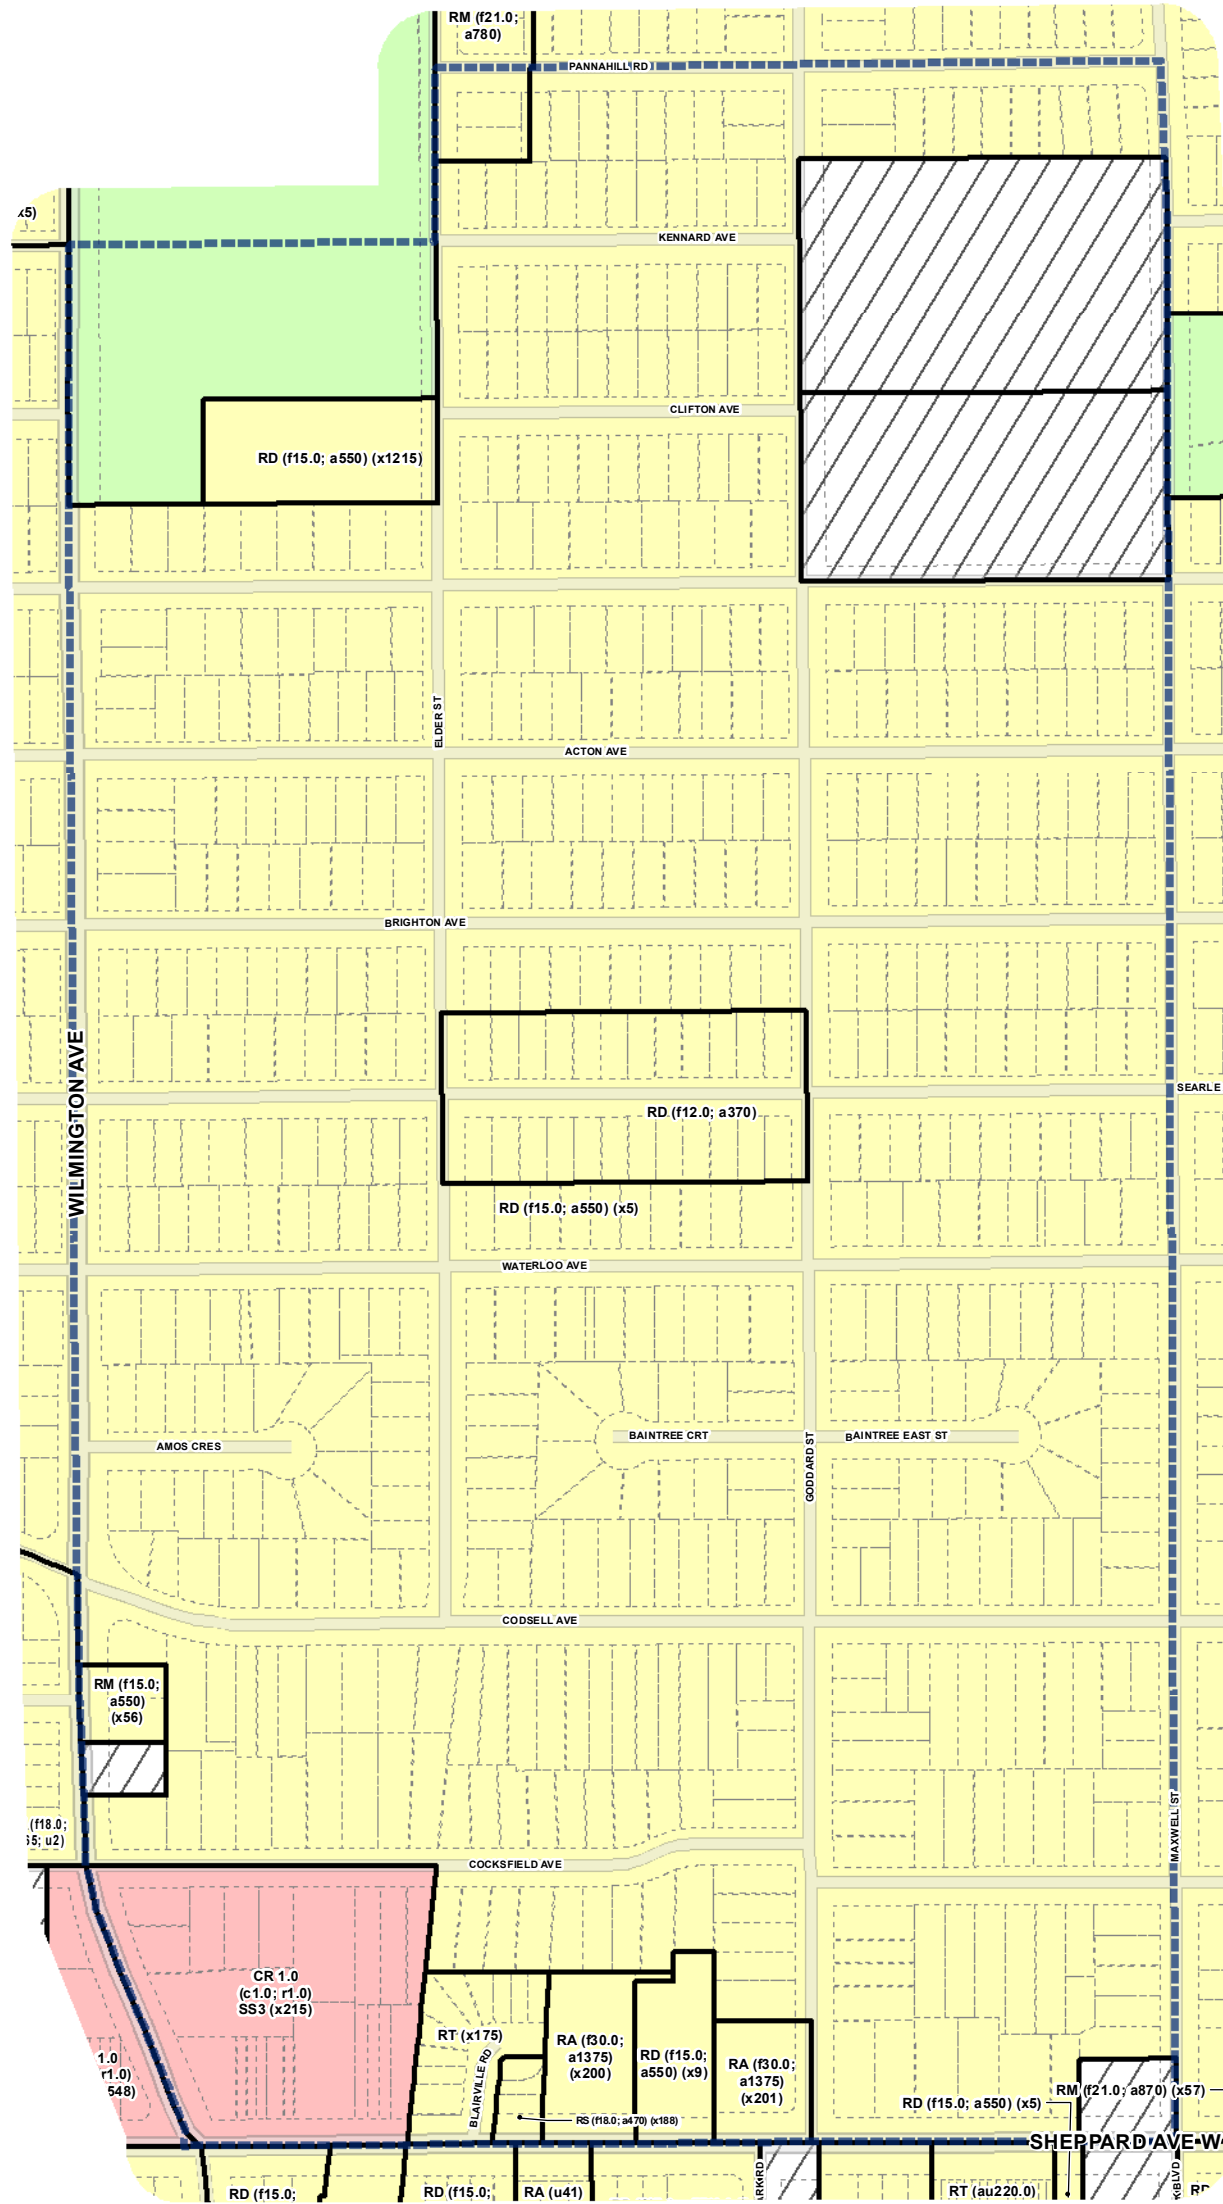 RM (f21.0;
a780)
PANNAHILL RD
x5)
KENNARD AVE
CLIFTON AVE
RD (f15.0; a550) (x1215)
ELDER ST
ACTON AVE
BRIGHTON AVE
WILMINGTON AVE
SEARLE
RD (f12.0; a370)
RD (f15.0; a550) (x5)
WATERLOO AVE
AMOS CRES
BAINTREE CRT
BAINTREE EAST ST
GODDARD ST
CODSELL AVE
RM (f15.0;
a550)
(x56)
(f18.0;
5; u2)
MAXWELL ST
COCKSFIELD AVE
CR 1.0
(c1.0; r1.0)
SS3 (x215)
1.0
r1.0)
548)
RT (x175)
BLAIRVILLE RD
RA (f30.0;
a1375)
(x200)
RD (f15.0;
a550) (x9)
RA (f30.0;
a1375)
(x201)
RS (f18.0; a470) (x188)
RM (f21.0; a870) (x57)
RD (f15.0; a550) (x5)
SHEPPARD AVE W
RD (f15.0;
RD (f15.0;
RA (u41)
RT (au220.0)
RD